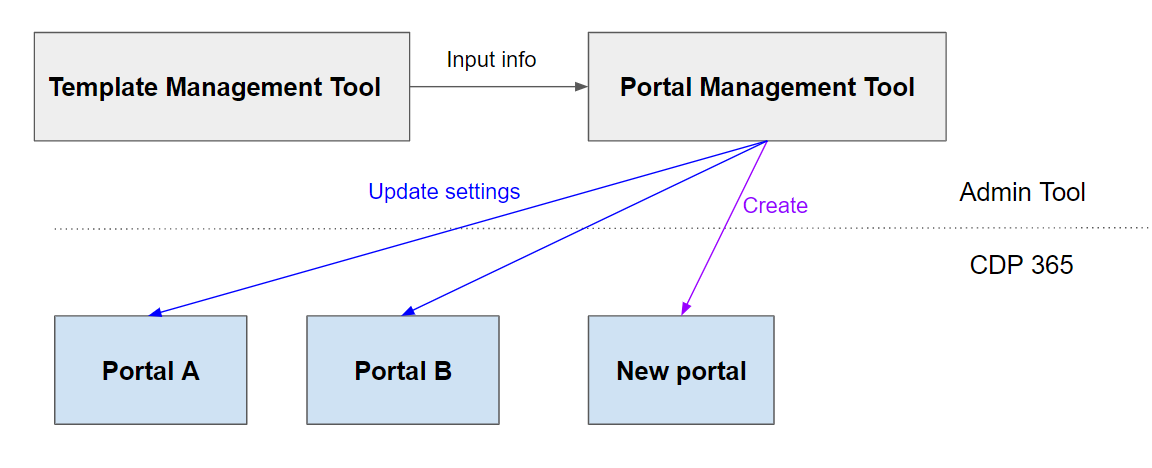 Input info
Template Management Tool
Portal Management Tool
Update settings
Create
Admin Tool
CDP 365
Portal A
Portal B
New portal